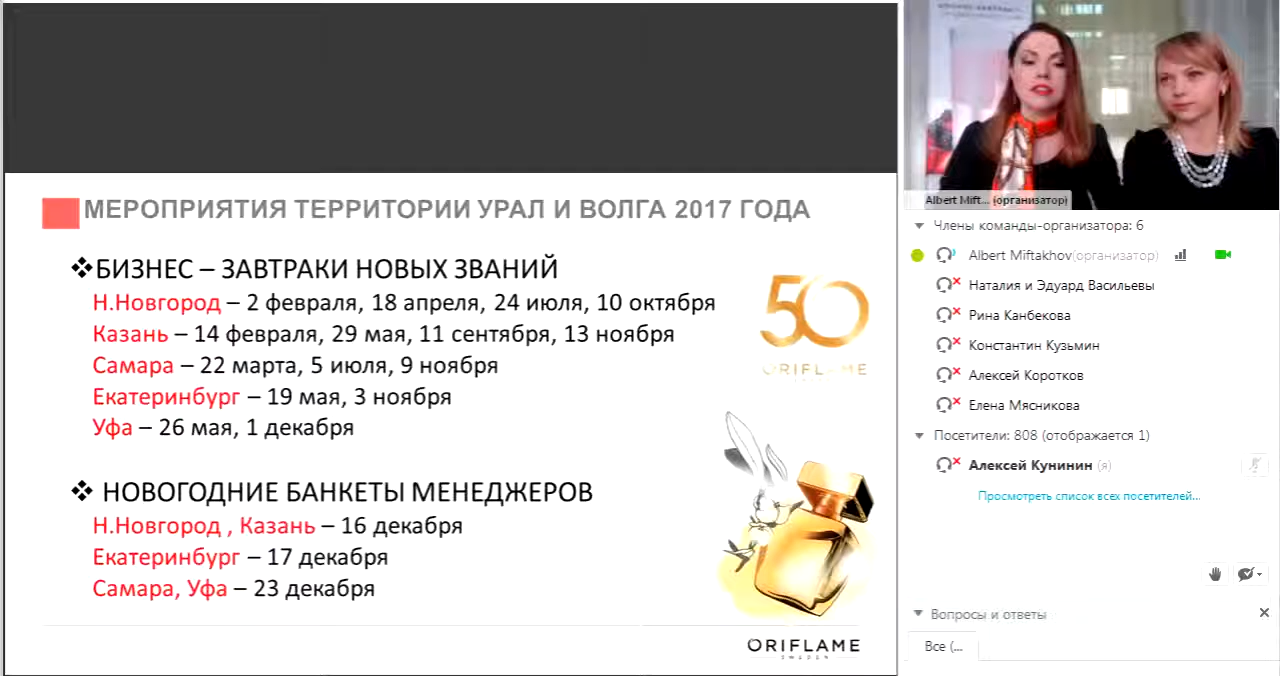 МЕРОПРИЯТИЯ ТЕРРИТОРИИ УРАЛ И ВОЛГА 2017 ГОДА
❖БИЗНЕС – ЗАВТРАКИ НОВЫХ ЗВАНИЙ
Н.Новгород – 2 февраля, 18 апреля, 24 июля, 10 октября
Казань – 14 февраля, 29 мая, 11 сентября, 13 ноября
Самара – 22 марта, 5 июля, 9 ноября
Екатеринбург – 19 мая, 3 ноября
Уфа – 26 мая, 1 декабря
50
ORIFLAME
❖ НОВОГОДНИЕ БАНКЕТЫ МЕНЕДЖЕРОВ
Н.Новгород , Казань – 16 декабря
Екатеринбург – 17 декабря
Самара, Уфа – 23 декабря
ORIFLAME
SWEDEN
Albert Mift... (организатор)
Члены команды-организатора: 6
Albert Miftakhov(организатор)
Наталия и Эдуард Васильевы
Рина Канбекова
Константин Кузьмин
Алексей Коротков
Елена Мясникова
Посетители: 808 (отображается 1)
Алексей Кунинин (я)
Просмотреть список всех посетителей...
Вопросы и ответы
Все (...